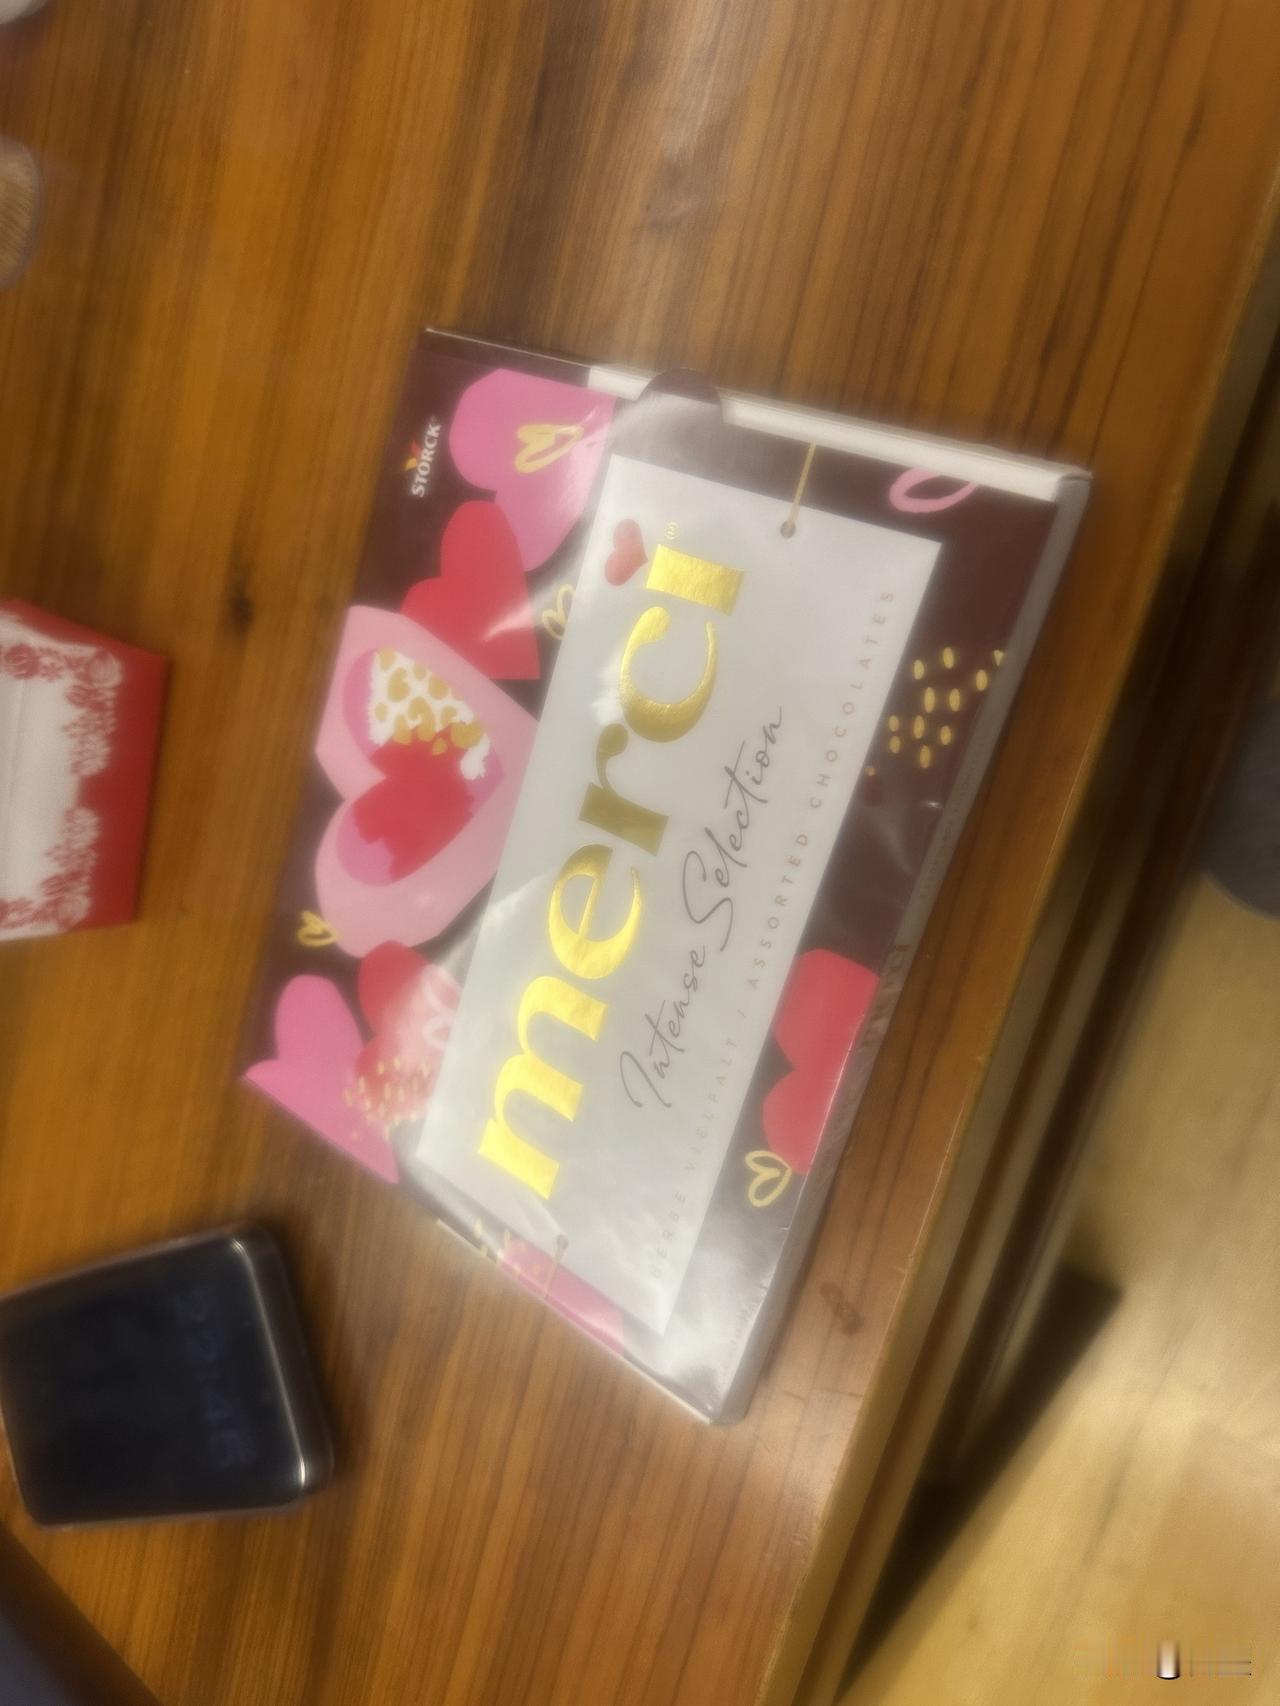 STORCK®
merci®
Intense Selection
HERBE VIELFALT / ASSORTED CHOCOLATES